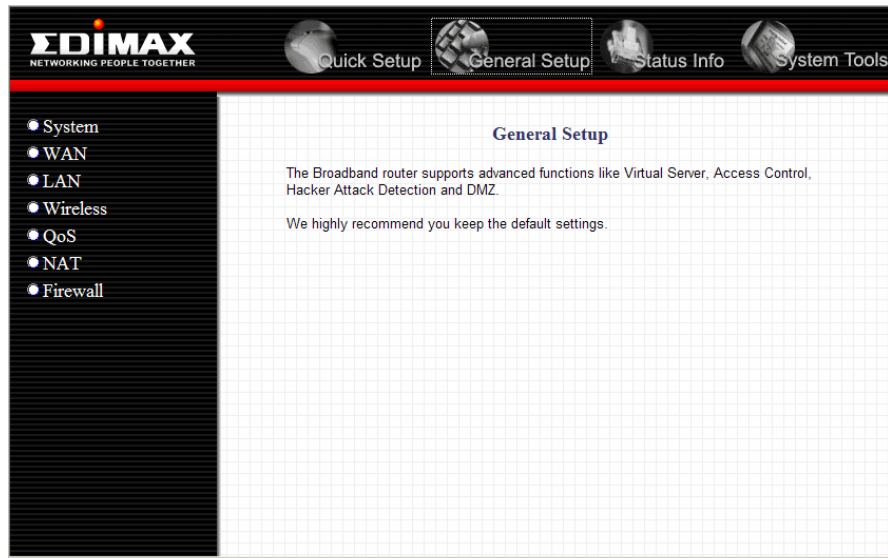 EDIMAX
NETWORKING PEOPLE TOGETHER
Quick Setup
General Setup
Status Info
System Tools
System
WAN
LAN
Wireless
QoS
NAT
Firewall
General Setup
The Broadband router supports advanced functions like Virtual Server, Access Control,
Hacker Attack Detection and DMZ.
We highly recommend you keep the default settings.